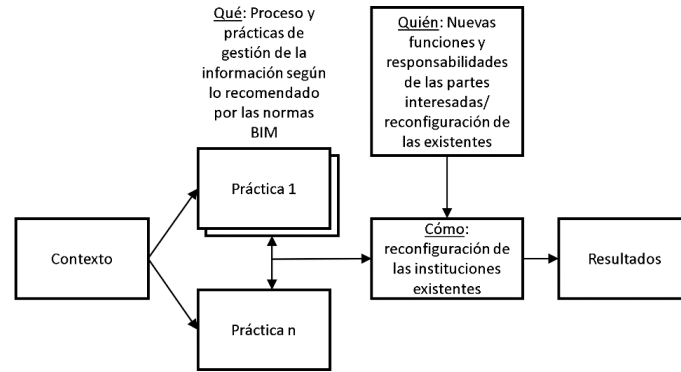 Qué: Proceso y
prácticas de
gestión de la
información según
lo recomendado
por las normas
BIM
Quién: Nuevas
funciones y
responsabilidades
de las partes
interesadas/
reconfiguración de
las existentes
Práctica 1
Contexto
Cómo:
reconfiguración de
las instituciones
existentes
Resultados
Práctica n